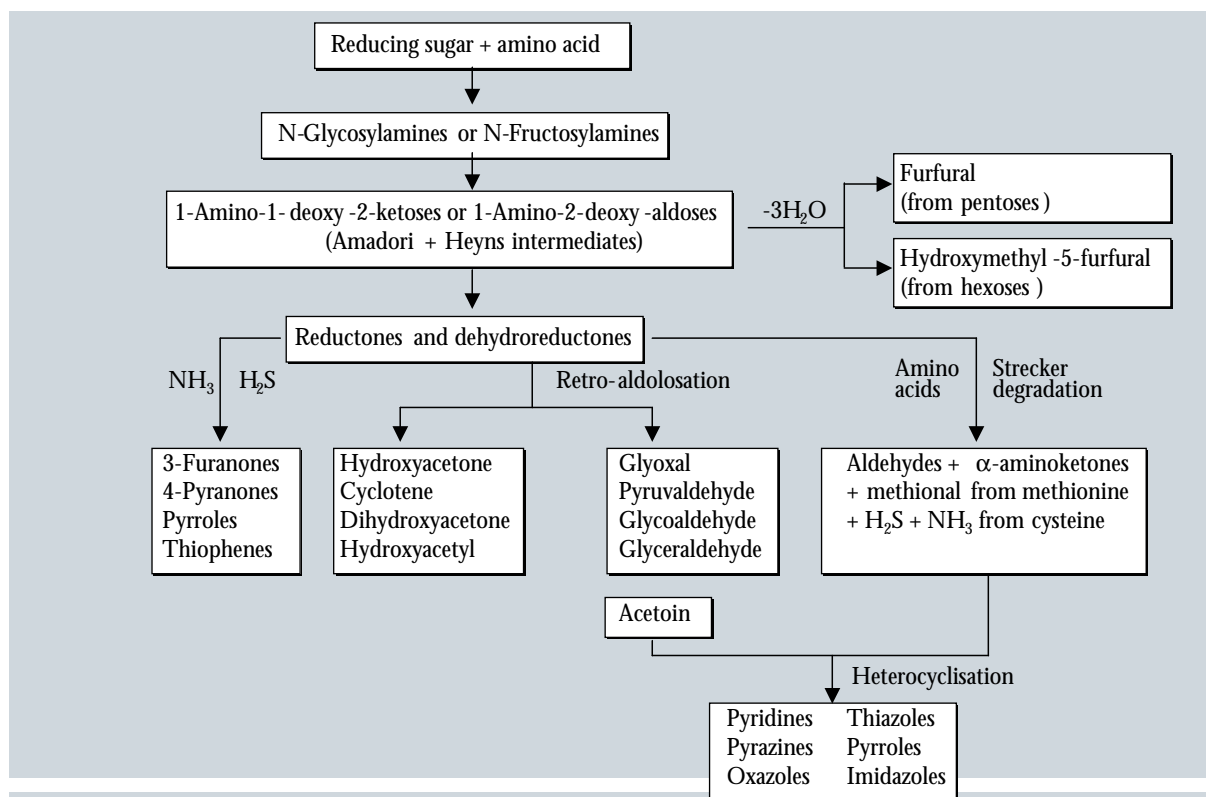 Reducing sugar + amino acid
N-Glycosylamines or N-Fructosylamines
1-Amino-1- deoxy -2-ketoses or 1-Amino-2-deoxy -aldoses
(Amadori + Heyns intermediates)
-3H₂O
Furfural
(from pentoses )
Hydroxymethyl -5-furfural
(from hexoses )
Reductones and dehydroreductones
NH₃ H₂S
Retro-aldolosation
Amino
acids
Strecker
degradation
3-Furanones
4-Pyranones
Pyrroles
Thiophenes
Hydroxyacetone
Cyclotene
Dihydroxyacetone
Hydroxyacetyl
Glyoxal
Pyruvaldehyde
Glycoaldehyde
Glyceraldehyde
Aldehydes + α-aminoketones
+ methional from methionine
+ H₂S + NH₃ from cysteine
Acetoin
Heterocyclisation
Pyridines Thiazoles
Pyrazines Pyrroles
Oxazoles Imidazoles